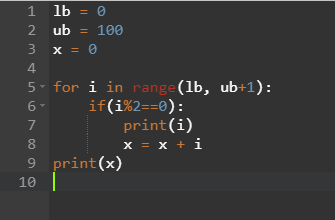 1 lb = 0
2 ub = 100
3 x = 0
4
5 for i in range(lb, ub+1):
6     if(i%2==0):
7         print(i)
8         x = x + i
9 print(x)
10